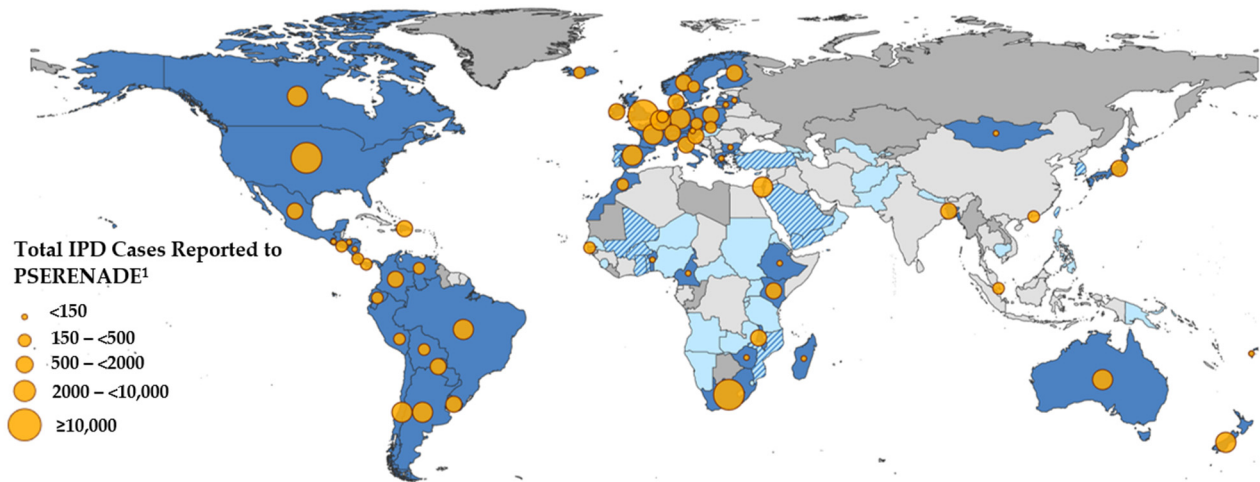 Total IPD Cases Reported to
PSERENADE¹
<150
150 – <500
500 – <2000
2000 – <10,000
≥10,000